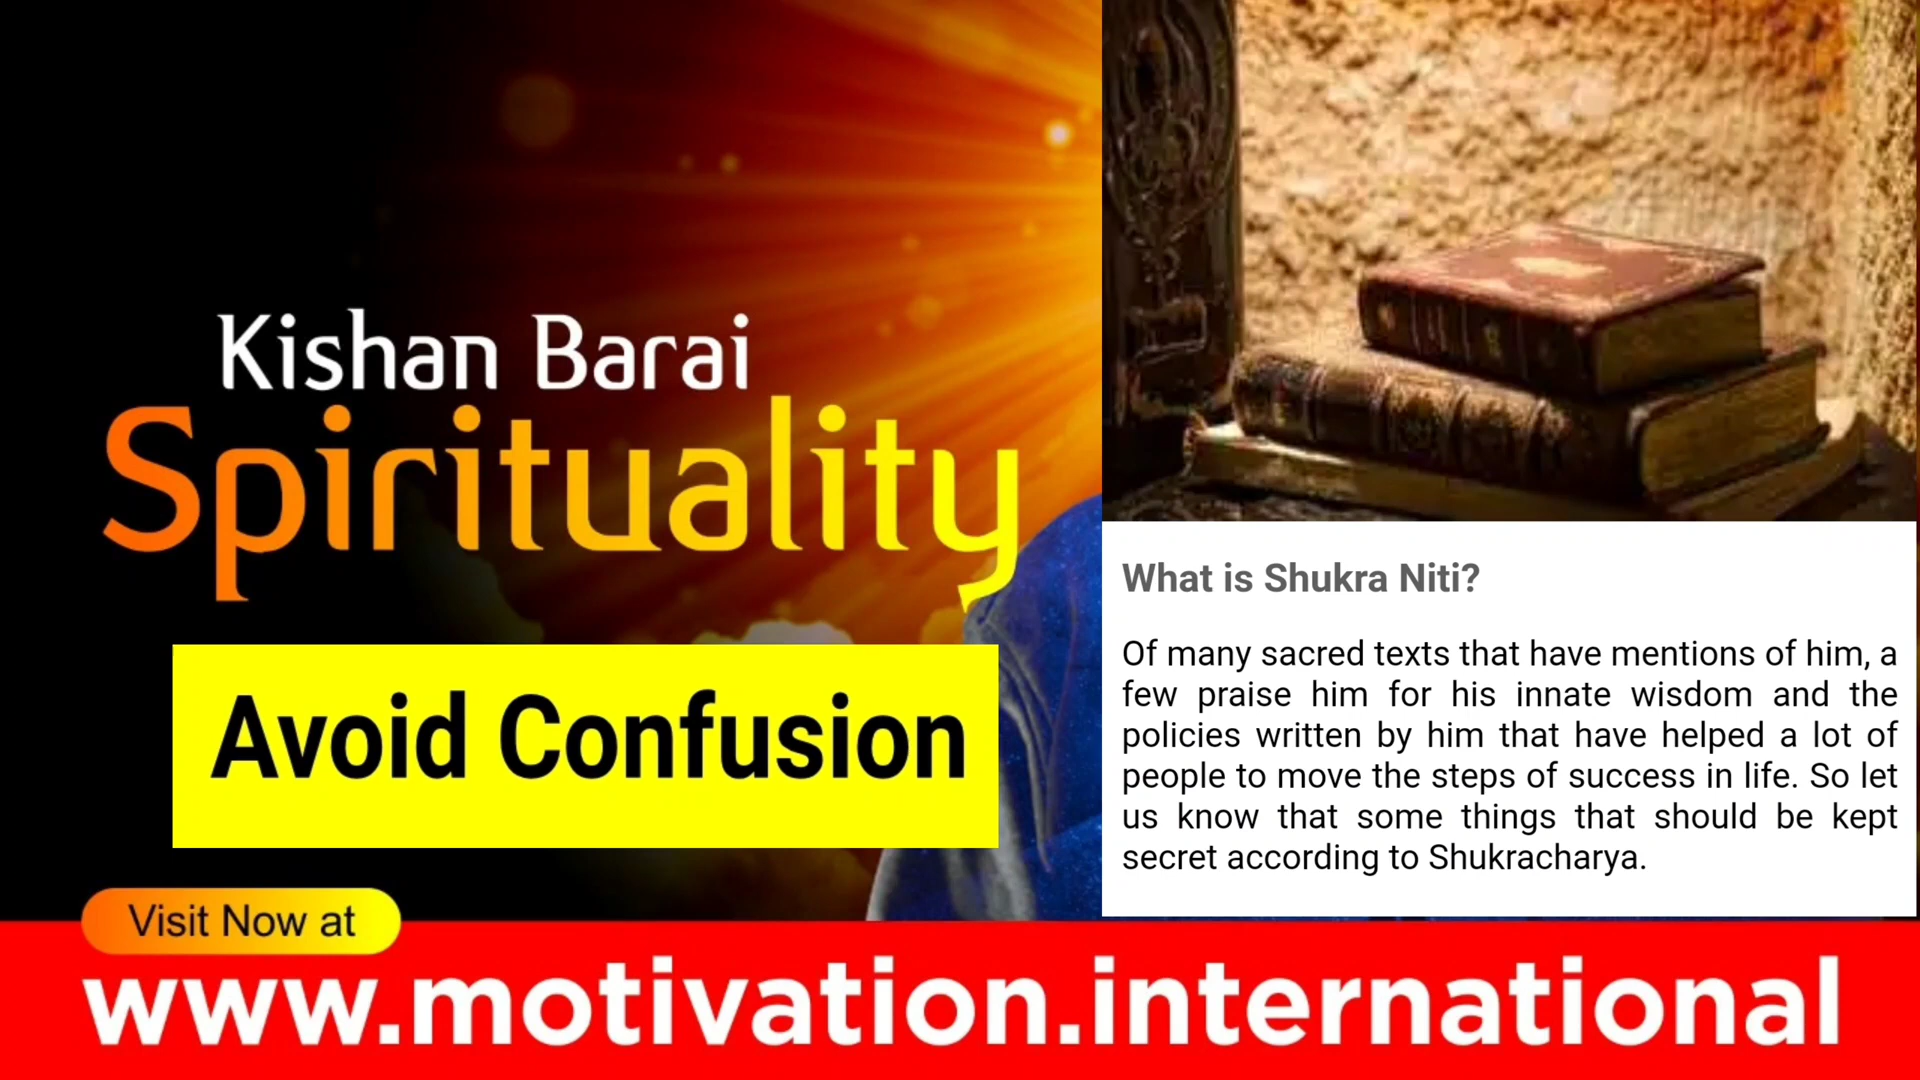 Kishan Barai
Spirituality
Avoid Confusion
What is Shukra Niti?
Of many sacred texts that have mentions of him, a
few praise him for his innate wisdom and the
policies written by him that have helped a lot of
people to move the steps of success in life. So let
us know that some things that should be kept
secret according to Shukracharya.
Visit Now at
www.motivation.international